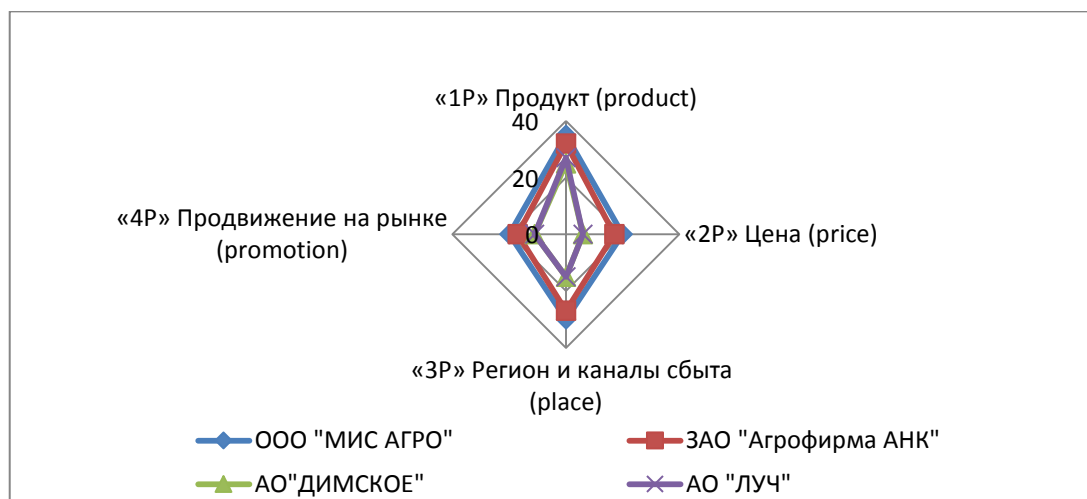 «1P» Продукт (product)
40
20
«4P» Продвижение на рынке
(promotion)
0
«2P» Цена (price)
«3P» Регион и каналы сбыта
(place)
ООО "МИС АГРО"
ЗАО "Агрофирма АНК"
АО"ДИМСКОЕ"
АО "ЛУЧ"